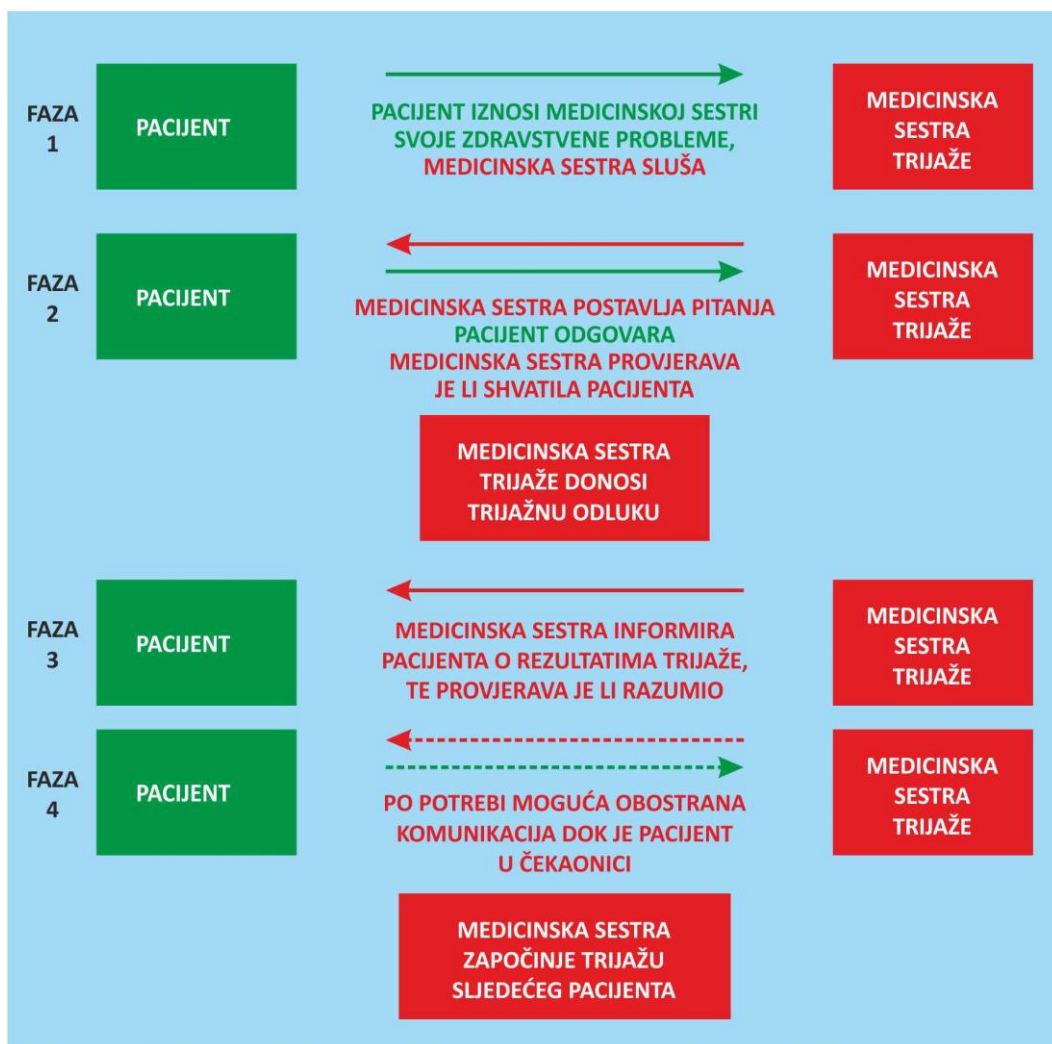 FAZA
1
PACIJENT
PACIJENT IZNOSI MEDICINSKOJ SESTRI
SVOJE ZDRAVSTVENE PROBLEME,
MEDICINSKA SESTRA SLUŠA
MEDICINSKA
SESTRA
TRIJAŽE
FAZA
2
PACIJENT
MEDICINSKA SESTRA POSTAVLJA PITANJA
PACIJENT ODGOVARA
MEDICINSKA SESTRA PROVJERAVA
JE LI SHVATILA PACIJENTA
MEDICINSKA
SESTRA
TRIJAŽE
MEDICINSKA SESTRA
TRIJAŽE DONOSI
TRIJAŽNU ODLUKU
FAZA
3
PACIJENT
MEDICINSKA SESTRA INFORMIRA
PACIJENTA O REZULTATIMA TRIJAŽE,
TE PROVJERAVA JE LI RAZUMIO
MEDICINSKA
SESTRA
TRIJAŽE
FAZA
4
PACIJENT
PO POTREBI MOGUĆA OBOSTRANA
KOMUNIKACIJA DOK JE PACIJENT
U ČEKAONICI
MEDICINSKA
SESTRA
TRIJAŽE
MEDICINSKA SESTRA
ZAPOČINJE TRIJAŽU
SLJEDEĆEG PACIJENTA